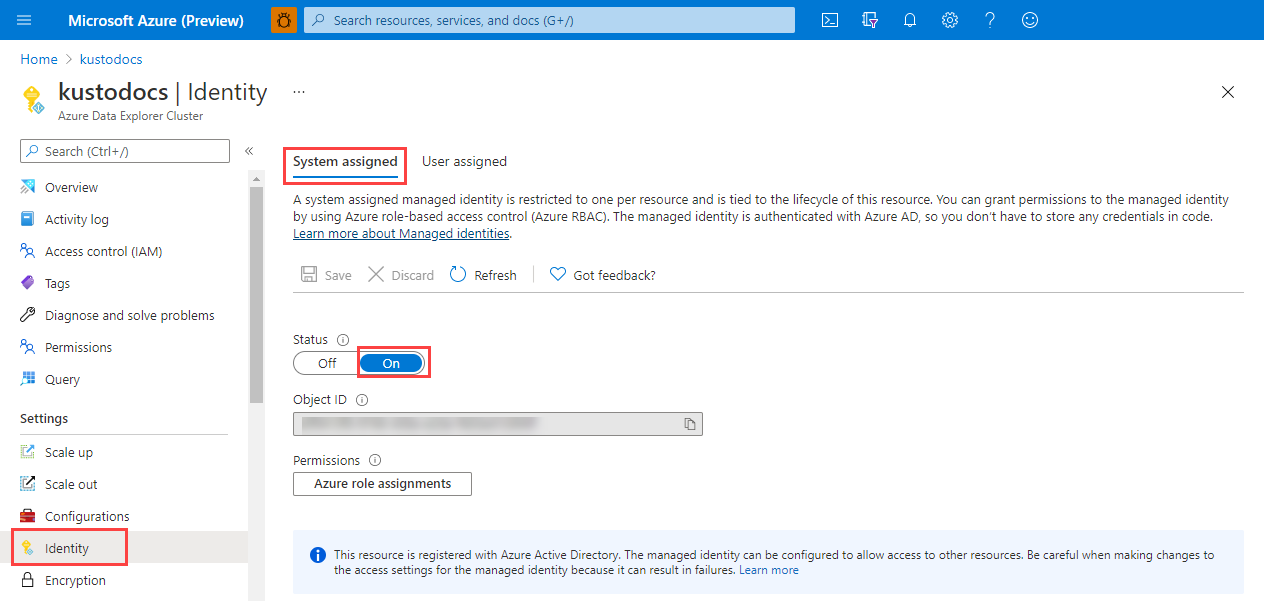 Microsoft Azure (Preview)
Search resources, services, and docs (G+/)
Home > kustodocs
kustodocs | Identity ...
Azure Data Explorer Cluster
Search (Ctrl+/)
Overview
Activity log
Access control (IAM)
Tags
Diagnose and solve problems
Permissions
Query
Settings
Scale up
Scale out
Configurations
Identity
Encryption
System assigned
User assigned
A system assigned managed identity is restricted to one per resource and is tied to the lifecycle of this resource. You can grant permissions to the managed identity
by using Azure role-based access control (Azure RBAC). The managed identity is authenticated with Azure AD, so you don't have to store any credentials in code.
Learn more about Managed identities.
Save
Discard
Refresh
Got feedback?
Status
Off
On
Object ID
Permissions
Azure role assignments
This resource is registered with Azure Active Directory. The managed identity can be configured to allow access to other resources. Be careful when making changes to
the access settings for the managed identity because it can result in failures. Learn more